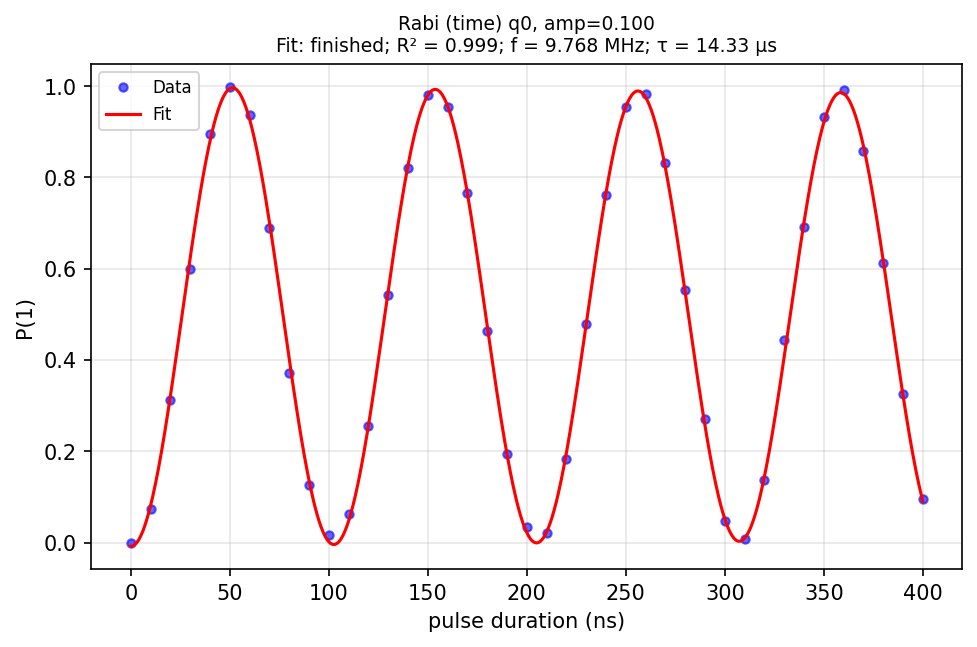 Rabi (time) q0, amp=0.100
Fit: finished; R² = 0.999; f = 9.768 MHz; τ = 14.33 µs
Data
Fit
1.0
0.8
0.6
0.4
0.2
0.0
P(1)
0 50 100 150 200 250 300 350 400
pulse duration (ns)